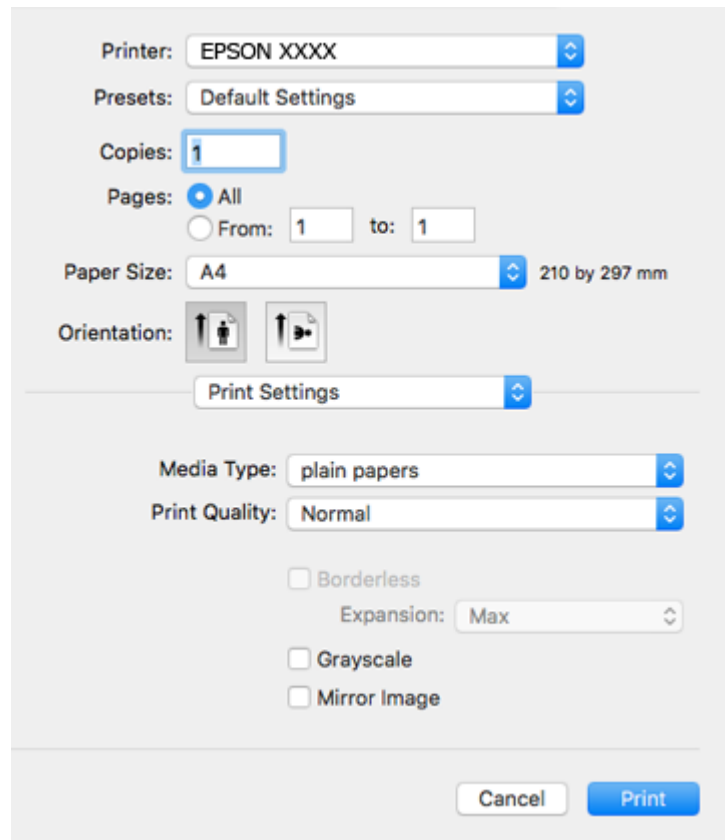 Printer: EPSON XXXX
Presets: Default Settings
Copies: 1
Pages: All
From: 1 to: 1
Paper Size: A4 210 by 297 mm
Orientation:
Print Settings
Media Type: plain papers
Print Quality: Normal
Borderless
Expansion: Max
Grayscale
Mirror Image
Cancel Print